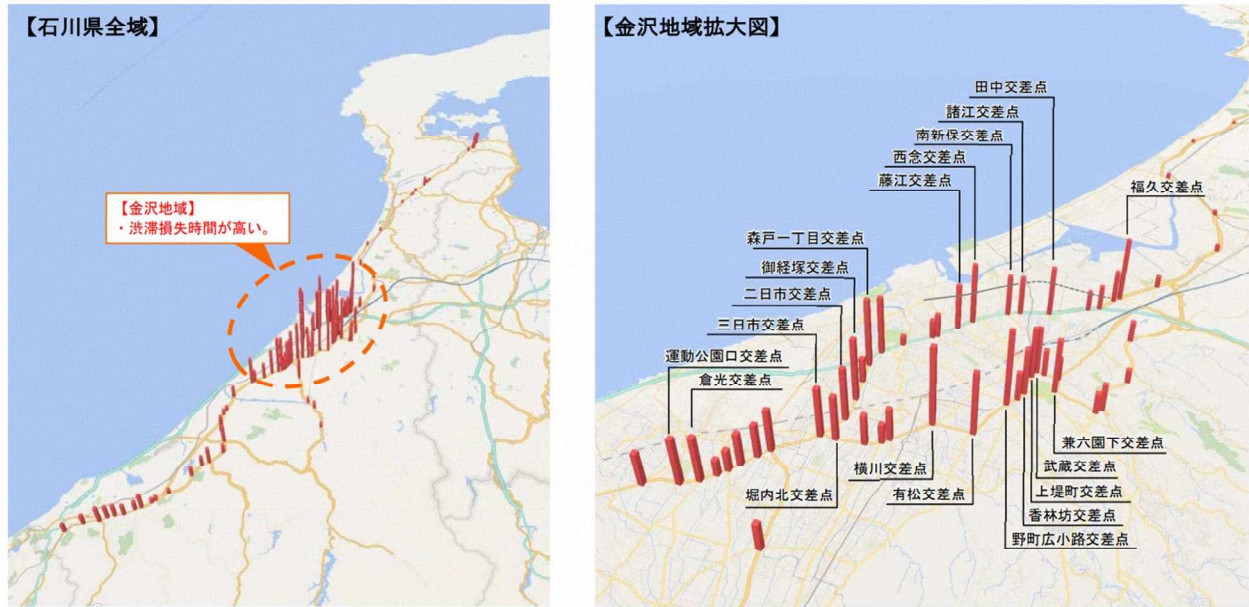 【石川県全域】
【金沢地域】
・渋滞損失時間が高い。
【金沢地域拡大図】
田中交差点
諸江交差点
南新保交差点
西念交差点
藤江交差点
福久交差点
森戸一丁目交差点
御経塚交差点
二日市交差点
三日市交差点
運動公園口交差点
倉光交差点
兼六園下交差点
横川交差点
武蔵交差点
堀内北交差点
有松交差点
上堤町交差点
香林坊交差点
野町広小路交差点